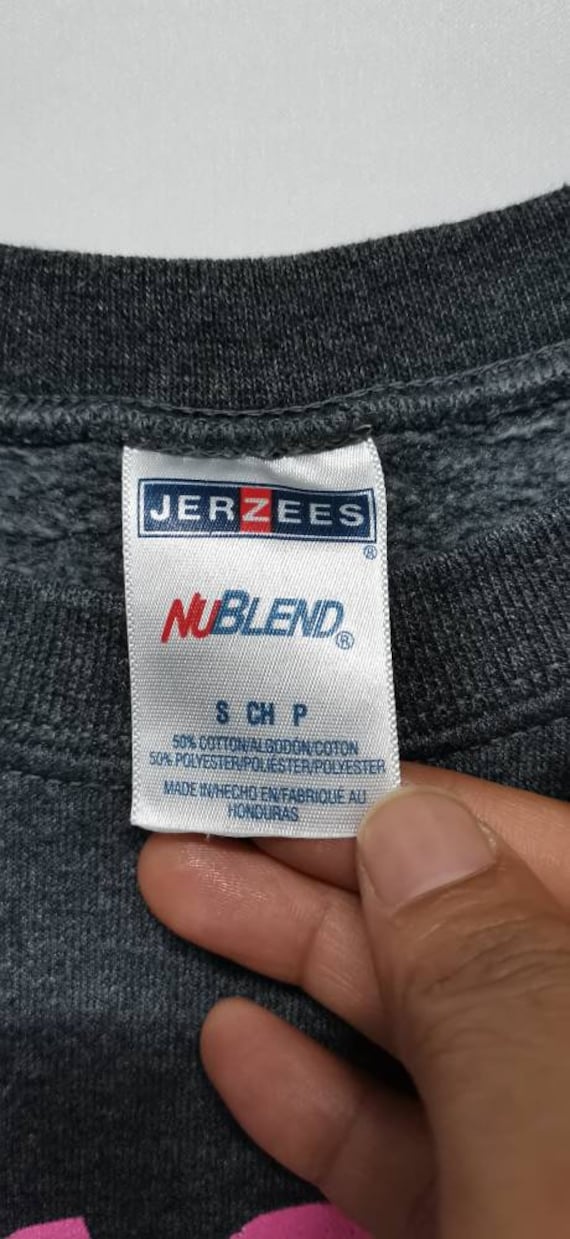 JERZEES
®
NUBLEND®
S CH P
50% COTTON/ALGODÓN/COTON
50% POLYESTER/POLIÉSTER/POLYESTER
MADE IN/HECHO EN/FABRIQUÉ AU
HONDURAS